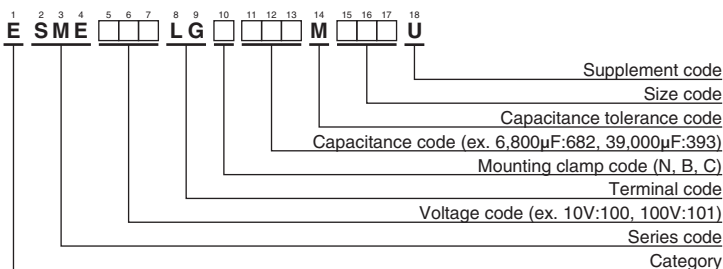 1 2 3 4 5 6 7 8 9 10 11 12 13 14 15 16 17 18
E SME □□□ LG □ □□□ M □□□ U
Supplement code
Size code
Capacitance tolerance code
Capacitance code (ex. 6,800μF:682, 39,000μF:393)
Mounting clamp code (N, B, C)
Terminal code
Voltage code (ex. 10V:100, 100V:101)
Series code
Category